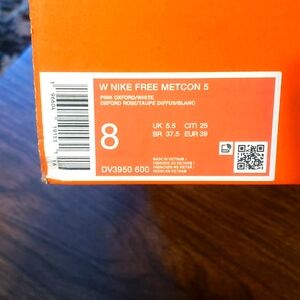 W NIKE FREE METCON 5
PINK OXFORD/WHITE
OXFORD ROSE/TAUPE DIFFUS/BLANC
8
UK 5.5 CITI 25
BR 37.5 EUR 39
DV3950 600
MADE IN VIETNAM